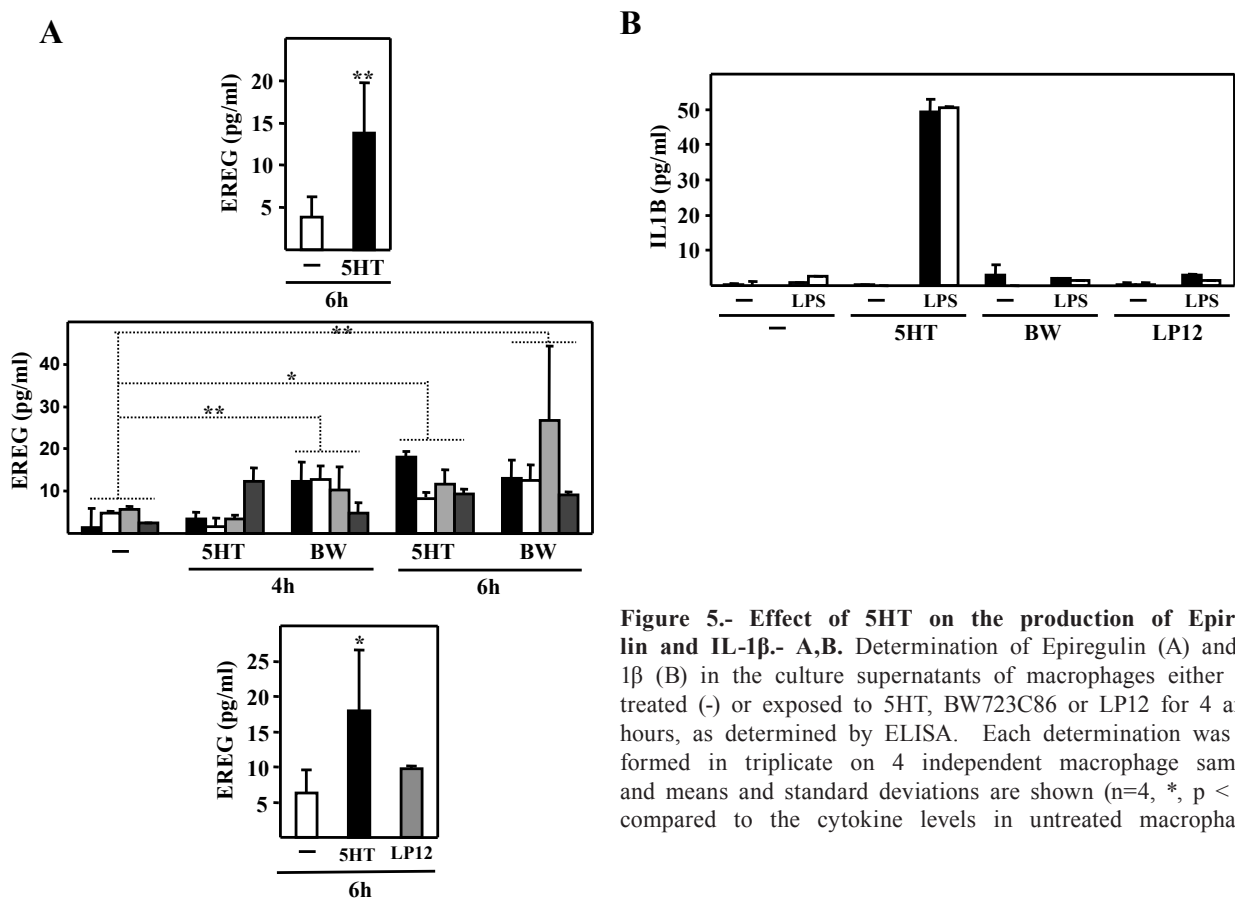 A
EREG (pg/ml)
20
15
10
5
**
–
5HT
6h
EREG (pg/ml)
40
30
20
10
**
*
**
–
5HT
BW
5HT
BW
4h
6h
EREG (pg/ml)
25
20
15
10
5
*
–
5HT
LP12
6h
B
IL1B (pg/ml)
50
40
30
20
10
–
LPS
–
LPS
–
LPS
–
LPS
–
5HT
BW
LP12
Figure 5.- Effect of 5HT on the production of Epir
lin and IL-1β.- A,B. Determination of Epiregulin (A) and
1β (B) in the culture supernatants of macrophages either
treated (-) or exposed to 5HT, BW723C86 or LP12 for 4 a
hours, as determined by ELISA. Each determination was
formed in triplicate on 4 independent macrophage sam
and means and standard deviations are shown (n=4, *, p <
compared to the cytokine levels in untreated macropha